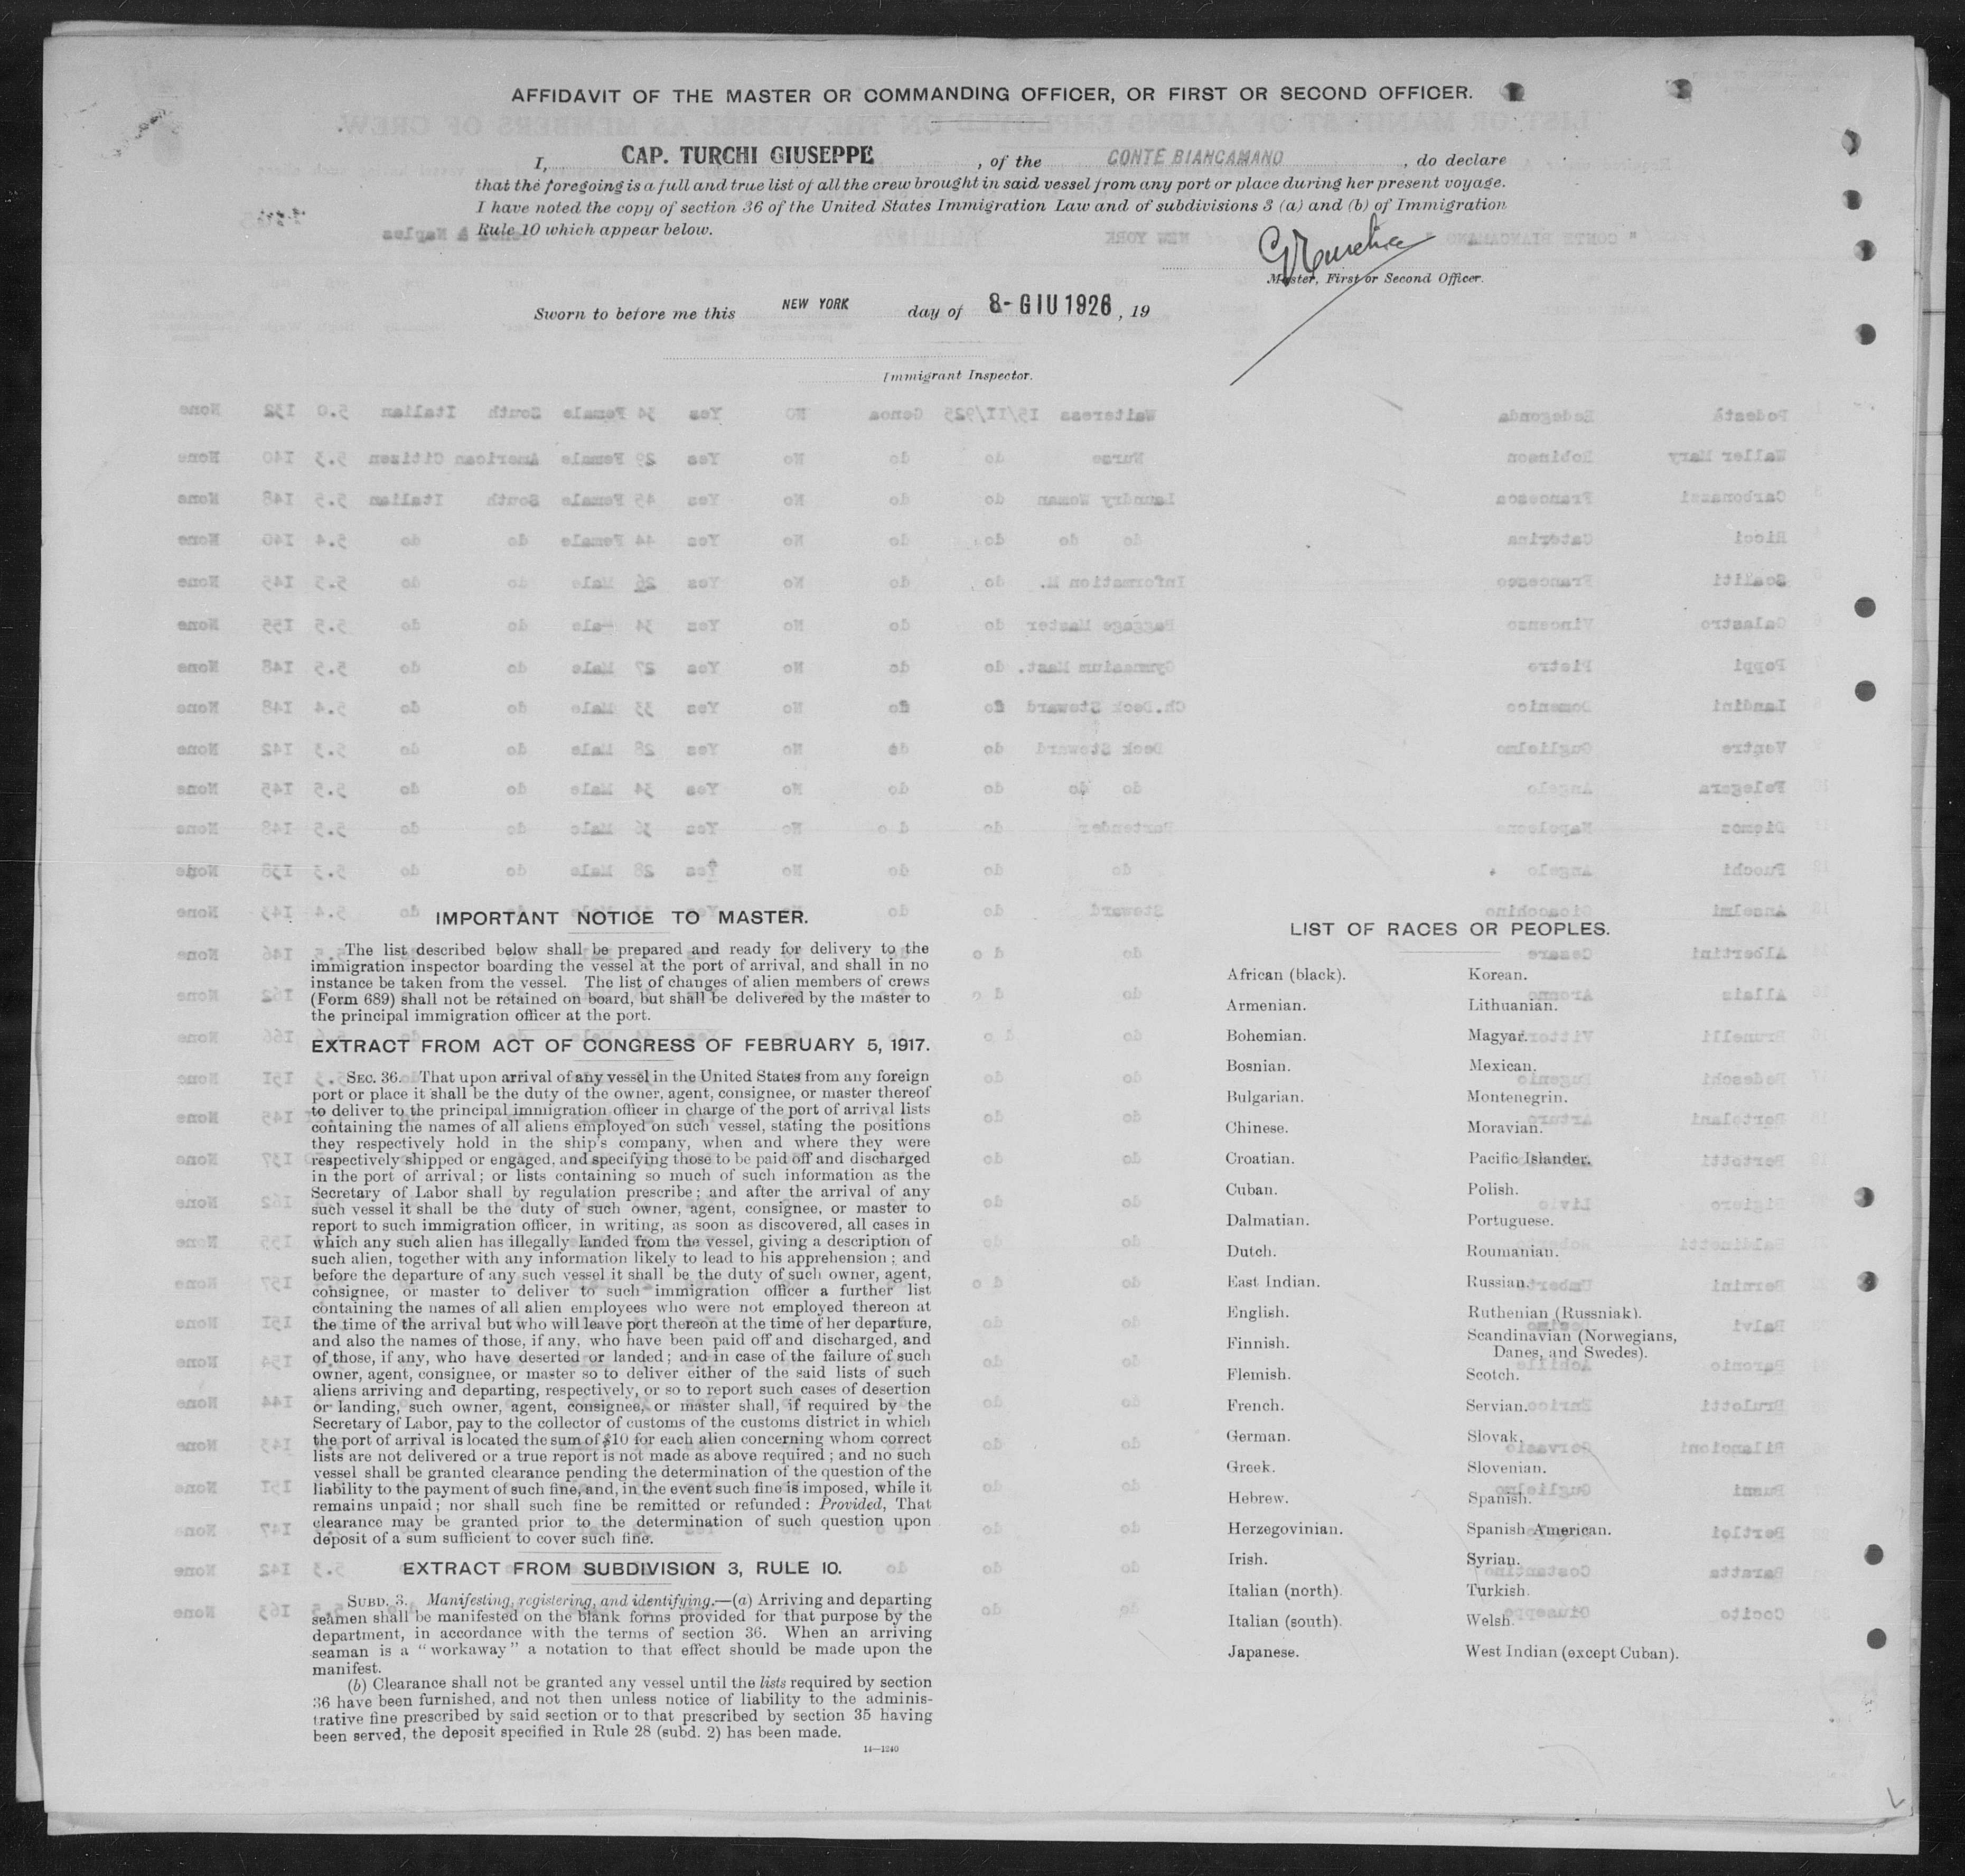 AFFIDAVIT OF THE MASTER OR COMMANDING OFFICER, OR FIRST OR SECOND OFFICER.
I, CAP. TURCHI GIUSEPPE, of the CONTE BIANCAMANO, do declare
that the foregoing is a full and true list of all the crew brought in said vessel from any port or place during her present voyage.
I have noted the copy of section 36 of the United States Immigration Law and of subdivisions 3 (a) and (b) of Immigration
Rule 10 which appear below.
Master, First or Second Officer.
Sworn to before me this NEW YORK day of 8-GIU 1926, 19
Immigrant Inspector.
IMPORTANT NOTICE TO MASTER.
The list described below shall be prepared and ready for delivery to the
immigration inspector boarding the vessel at the port of arrival, and shall in no
instance be taken from the vessel. The list of changes of alien members of crews
(Form 689) shall not be retained on board, but shall be delivered by the master to
the principal immigration officer at the port.
EXTRACT FROM ACT OF CONGRESS OF FEBRUARY 5, 1917.
SEC. 36. That upon arrival of any vessel in the United States from any foreign
port or place it shall be the duty of the owner, agent, consignee, or master thereof
to deliver to the principal immigration officer in charge of the port of arrival lists
containing the names of all aliens employed on such vessel, stating the positions
they respectively hold in the ship's company, when and where they were
respectively shipped or engaged, and specifying those to be paid off and discharged
in the port of arrival; or lists containing so much of such information as the
Secretary of Labor shall by regulation prescribe; and after the arrival of any
such vessel it shall be the duty of such owner, agent, consignee, or master to
report to such immigration officer, in writing, as soon as discovered, all cases in
which any such alien has illegally landed from the vessel, giving a description of
such alien, together with any information likely to lead to his apprehension; and
before the departure of any such vessel it shall be the duty of such owner, agent,
consignee, or master to deliver to such immigration officer a further list
containing the names of all alien employees who were not employed thereon at
the time of the arrival but who will leave port thereon at the time of her departure,
and also the names of those, if any, who have been paid off and discharged, and
of those, if any, who have deserted or landed; and in case of the failure of such
owner, agent, consignee, or master so to deliver either of the said lists of such
aliens arriving and departing, respectively, or so to report such cases of desertion
or landing, such owner, agent, consignee, or master shall, if required by the
Secretary of Labor, pay to the collector of customs of the customs district in which
the port of arrival is located the sum of $10 for each alien concerning whom correct
lists are not delivered or a true report is not made as above required; and no such
vessel shall be granted clearance pending the determination of the question of the
liability to the payment of such fine, and, in the event such fine is imposed, while it
remains unpaid; nor shall such fine be remitted or refunded: Provided, That
clearance may be granted prior to the determination of such question upon
deposit of a sum sufficient to cover such fine.
EXTRACT FROM SUBDIVISION 3, RULE 10.
SUBD. 3. Manifesting, registering, and identifying.—(a) Arriving and departing
seamen shall be manifested on the blank forms provided for that purpose by the
department, in accordance with the terms of section 36. When an arriving
seaman is a "workaway" a notation to that effect should be made upon the
manifest.
(b) Clearance shall not be granted any vessel until the lists required by section
36 have been furnished, and not then unless notice of liability to the adminis-
trative fine prescribed by said section or to that prescribed by section 35 having
been served, the deposit specified in Rule 28 (subd. 2) has been made.
14—1240
LIST OF RACES OR PEOPLES.
African (black).
Armenian.
Bohemian.
Bosnian.
Bulgarian.
Chinese.
Croatian.
Cuban.
Dalmatian.
Dutch.
East Indian.
English.
Finnish.
Flemish.
French.
German.
Greek.
Hebrew.
Herzegovinian.
Irish.
Italian (north).
Italian (south).
Japanese.
Korean.
Lithuanian.
Magyar.
Mexican.
Montenegrin.
Moravian.
Pacific Islander.
Polish.
Portuguese.
Roumanian.
Russian.
Ruthenian (Russniak).
Scandinavian (Norwegians,
Danes, and Swedes).
Scotch.
Servian.
Slovak.
Slovenian.
Spanish.
Spanish American.
Syrian.
Turkish.
Welsh.
West Indian (except Cuban).